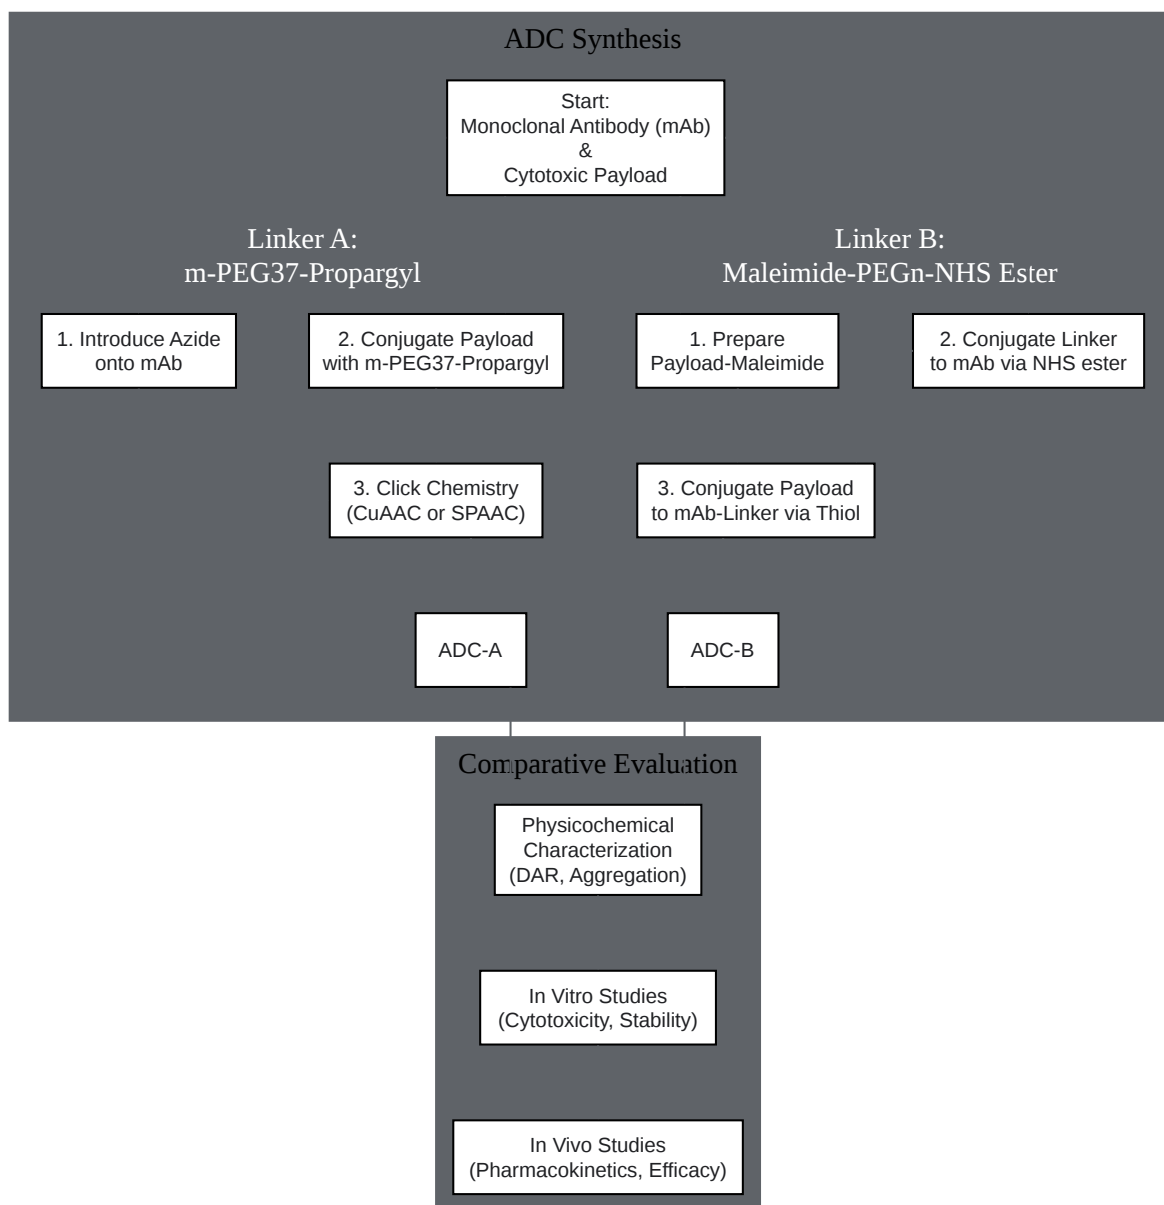 ADC Synthesis
Start:
Monoclonal Antibody (mAb)
&
Cytotoxic Payload
Linker A:
m-PEG37-Propargyl
Linker B:
Maleimide-PEGn-NHS Ester
1. Introduce Azide
onto mAb
2. Conjugate Payload
with m-PEG37-Propargyl
1. Prepare
Payload-Maleimide
2. Conjugate Linker
to mAb via NHS ester
3. Click Chemistry
(CuAAC or SPAAC)
3. Conjugate Payload
to mAb-Linker via Thiol
ADC-A
ADC-B
Comparative Evaluation
Physicochemical
Characterization
(DAR, Aggregation)
In Vitro Studies
(Cytotoxicity, Stability)
In Vivo Studies
(Pharmacokinetics, Efficacy)